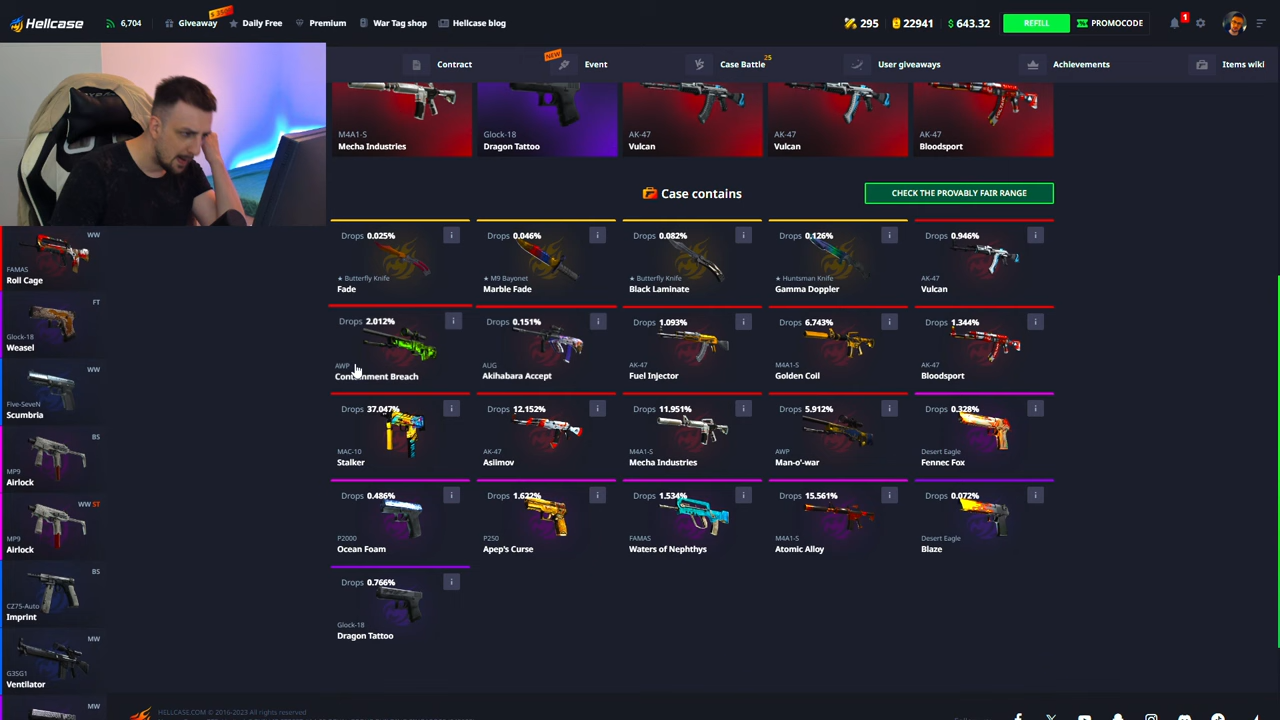 Hellcase
6,704
Giveaway
Daily Free
Premium
War Tag shop
Hellcase blog
295
22941
$ 643.32
REFILL
PROMOCODE
1
Contract
NEW
Event
Case Battle
25
User giveaways
Achievements
Items wiki
M4A1-S
Mecha Industries
Glock-18
Dragon Tattoo
AK-47
Vulcan
AK-47
Vulcan
AK-47
Bloodsport
Case contains
CHECK THE PROVABLY FAIR RANGE
Drops 0.025%
★ Butterfly Knife
Fade
Drops 0.046%
★ M9 Bayonet
Marble Fade
Drops 0.082%
★ Butterfly Knife
Black Laminate
Drops 0.126%
★ Huntsman Knife
Gamma Doppler
Drops 0.946%
AK-47
Vulcan
Drops 2.012%
AWP
Containment Breach
Drops 0.151%
AUG
Akihabara Accept
Drops 1.093%
AK-47
Fuel Injector
Drops 6.743%
M4A1-S
Golden Coil
Drops 1.344%
AK-47
Bloodsport
Drops 37.047%
MAC-10
Stalker
Drops 12.152%
AK-47
Asiimov
Drops 11.951%
M4A1-S
Mecha Industries
Drops 5.912%
AWP
Man-o'-war
Drops 0.328%
Desert Eagle
Fennec Fox
Drops 0.486%
P2000
Ocean Foam
Drops 1.622%
P250
Apep's Curse
Drops 1.534%
FAMAS
Waters of Nephthys
Drops 15.561%
M4A1-S
Atomic Alloy
Drops 0.072%
Desert Eagle
Blaze
Drops 0.766%
Glock-18
Dragon Tattoo
WW
FAMAS
Roll Cage
FT
Glock-18
Weasel
WW
Five-SeveN
Scumbria
BS
MP9
Airlock
WW ST
MP9
Airlock
BS
CZ75-Auto
Imprint
MW
G3SG1
Ventilator
MW
HELLCASE.COM © 2016-2023 All rights reserved